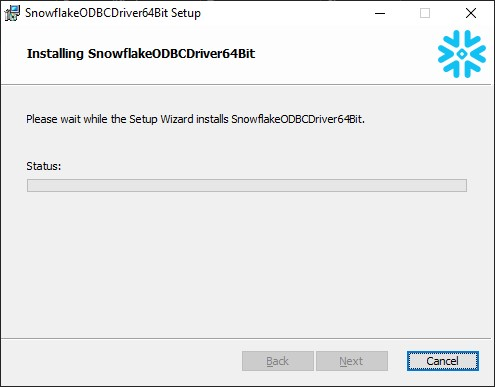 SnowflakeODBCDriver64Bit Setup
Installing SnowflakeODBCDriver64Bit
Please wait while the Setup Wizard installs SnowflakeODBCDriver64Bit.
Status:
Back Next Cancel